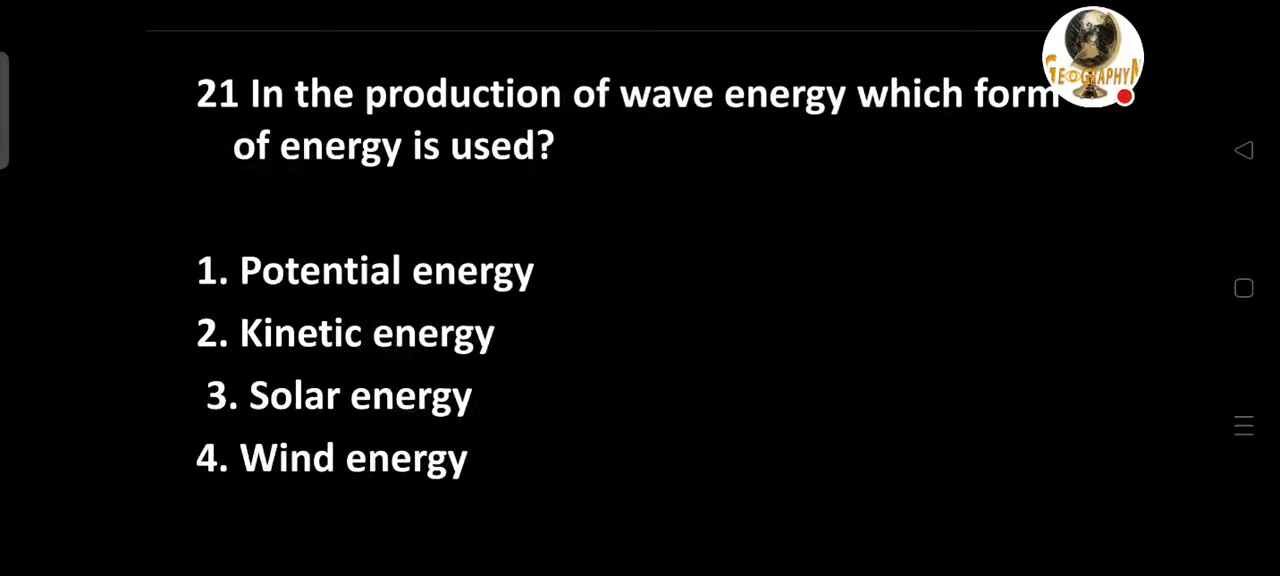 21 In the production of wave energy which form
of energy is used?
1. Potential energy
2. Kinetic energy
3. Solar energy
4. Wind energy